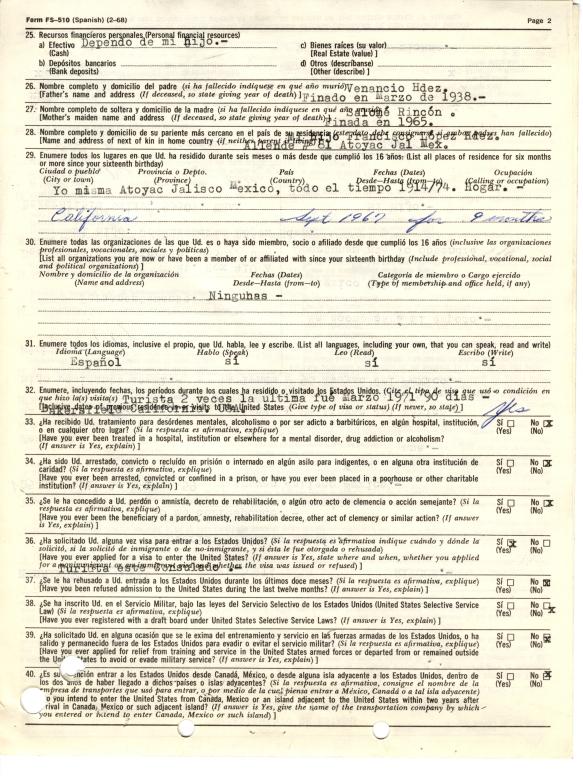 Form FS-510 (Spanish) (2-68)
Page 2
25. Recursos financieros personales (Personal financial resources)
a) Efectivo Dependo de mi hijo.-
(Cash)
c) Bienes raíces (su valor)
[Real Estate (value) ]
b) Depósitos bancarios
(Bank deposits)
d) Otros (descríbanse)
[Other (describe) ]
26. Nombre completo y domicilio del padre (si ha fallecido indíquese en qué año murió) Venancio Hdez.
[Father's name and address (If deceased, so state giving year of death) ] Finado en Marzo de 1938.-
27. Nombre completo de soltera y domicilio de la madre (si ha fallecido indíquese en qué año murió) Salomé Rincón .
[Mother's maiden name and address (If deceased, so state giving year of death) ] Finada en 1965.
28. Nombre completo y domicilio de su pariente más cercano en el país de su residencia (este dato debe consignarse si ambos padres han fallecido)
Hijo Francisco López Hdez.
[Name and address of next of kin in home country (if neither parent is living) ] Allende # 61 Atoyac Jal Mex.
29. Enumere todos los lugares en que Ud. ha residido durante seis meses o más desde que cumplió los 16 años: (List all places of residence for six months
or more since your sixteenth birthday)
Ciudad o pueblo Provincia o Depto. País Fechas (Dates) Ocupación
(City or town) (Province) (Country) Desde—Hasta (From—to) (Calling or occupation)
Yo misma Atoyac Jalisco Mexico, todo el tiempo 1914/74. Hogar.-
California Sept 1967 for 9 months
30. Enumere todas las organizaciones de las que Ud. es o haya sido miembro, socio o afiliado desde que cumplió los 16 años (inclusive las organizaciones
profesionales, vocacionales, sociales y políticas)
[List all organizations you are now or have been a member of or affiliated with since your sixteenth birthday (Include professional, vocational, social
and political organizations) ]
Nombre y domicilio de la organización Fechas (Dates) Categoría de miembro o Cargo ejercido
(Name and address) Desde—Hasta (from—to) (Type of membership and office held, if any)
Ningunas -
31. Enumere todos los idiomas, inclusive el propio, que Ud. habla, lee y escribe. (List all languages, including your own, that you can speak, read and write)
Idioma (Language) Hablo (Speak) Leo (Read) Escribo (Write)
Español sí sí sí
32. Enumere, incluyendo fechas, los períodos durante los cuales ha residido o visitado los Estados Unidos. (Cite el tipo de visa que usó o condición en
que hizo la(s) visita(s) Turista 2 veces la ultima fué Marzo 1971 90 días -
[Inclusive dates of previous residence or visits to the United States (Give type of visa or status) (If never, so state) ]
Bakersfield California
Yes
33. ¿Ha recibido Ud. tratamiento para desórdenes mentales, alcoholismo o por ser adicto a barbitúricos, en algún hospital, institución,
o en cualquier otro lugar? (Si la respuesta es afirmativa, explique)
[Have you ever been treated in a hospital, institution or elsewhere for a mental disorder, drug addiction or alcoholism?
(If answer is Yes, explain) ]
Sí No X
(Yes) (No)
34. ¿Ha sido Ud. arrestado, convicto o recluido en prisión o internado en algún asilo para indigentes, o en alguna otra institución de
caridad? (Si la respuesta es afirmativa, explique)
[Have you ever been arrested, convicted or confined in a prison, or have you ever been placed in a poorhouse or other charitable
institution? (If answer is Yes, explain) ]
Sí No X
(Yes) (No)
35. ¿Se le ha concedido a Ud. perdón o amnistía, decreto de rehabilitación, o algún otro acto de clemencia o acción semejante? (Si la
respuesta es afirmativa, explique)
[Have you ever been the beneficiary of a pardon, amnesty, rehabilitation decree, other act of clemency or similar action? (If answer
is Yes, explain) ]
Sí No X
(Yes) (No)
36. ¿Ha solicitado Ud. alguna vez visa para entrar a los Estados Unidos? (Si la respuesta es afirmativa indique cuándo y dónde la
solicitó, si la solicitó de inmigrante o de no-inmigrante, y si ésta le fue otorgada o rehusada)
[Have you ever applied for a visa to enter the United States? (If answer is Yes, state where and when, whether you applied
for a nonimmigrant or an immigrant visa, and whether the visa was issued or refused) ]
Turista este Consulado.-
Sí X No
(Yes) (No)
37. ¿Le ha rehusado a Ud. entrada a los Estados Unidos durante los últimos doce meses? (Si la respuesta es afirmativa, explique)
[Have you been refused admission to the United States during the last twelve months? (If answer is Yes, explain) ]
Sí No X
(Yes) (No)
38. ¿Se ha inscrito Ud. en el Servicio Militar, bajo las leyes del Servicio Selectivo de los Estados Unidos (United States Selective Service
Law) (Si la respuesta es afirmativa, explique)
[Have you ever registered with a draft board under United States Selective Service Laws? (If answer is Yes, explain) ]
Sí No X
(Yes) (No)
39. ¿Ha solicitado Ud. en alguna ocasión que se le exima del entrenamiento y servicio en las fuerzas armadas de los Estados Unidos, o ha
salido y permanecido fuera de los Estados Unidos para evadir o evitar el servicio militar? (Si la respuesta es afirmativa, explique)
[Have you ever applied for relief from training and service in the United States armed forces or departed from or remained outside
the United States to avoid or evade military service? (If answer is Yes, explain) ]
Sí No X
(Yes) (No)
40. ¿Es su intención entrar a los Estados Unidos desde Canadá, México, o desde alguna isla adyacente a los Estados Unidos, dentro de
los dos años de haber llegado a dichos países o islas adyacentes? (Si la respuesta es afirmativa, consigne el nombre de la
empresa de transportes que usó para entrar, o por medio de la cual piensa entrar a México, Canadá o a tal isla adyacente)
you intend to enter the United States from Canada, Mexico or an island adjacent to the United States within two years after
arrival in Canada, Mexico or such adjacent island? (If answer is Yes, give the name of the transportation company by which
you entered or intend to enter Canada, Mexico or such island) ]
Sí No X
(Yes) (No)